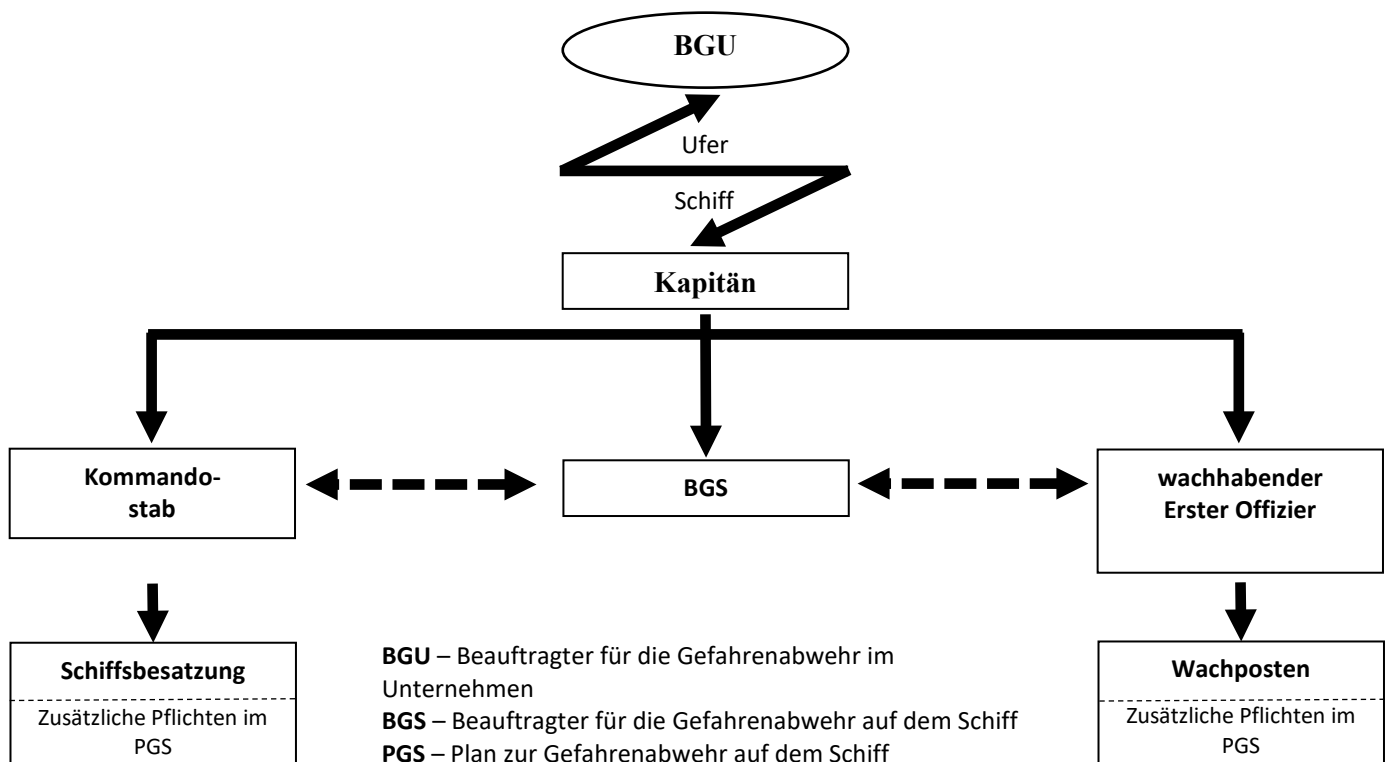 BGU
Ufer
Schiff
Kapitän
Kommando-
stab
BGS
wachhabender
Erster Offizier
Schiffsbesatzung
Zusätzliche Pflichten im
PGS
BGU – Beauftragter für die Gefahrenabwehr im
Unternehmen
BGS – Beauftragter für die Gefahrenabwehr auf dem Schiff
PGS – Plan zur Gefahrenabwehr auf dem Schiff
Wachposten
Zusätzliche Pflichten im
PGS